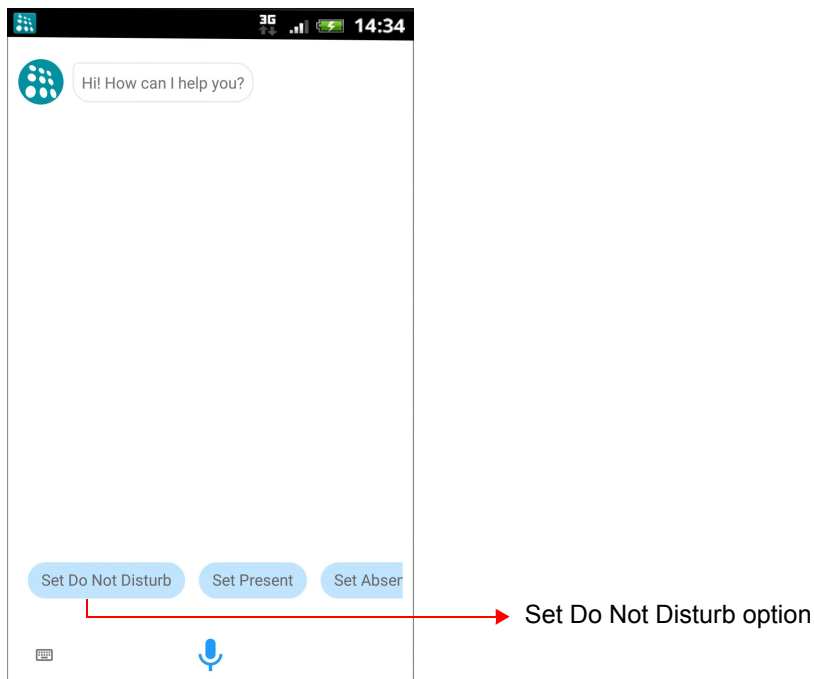 3G
14:34
Hi! How can I help you?
Set Do Not Disturb
Set Present
Set Abser
Set Do Not Disturb option